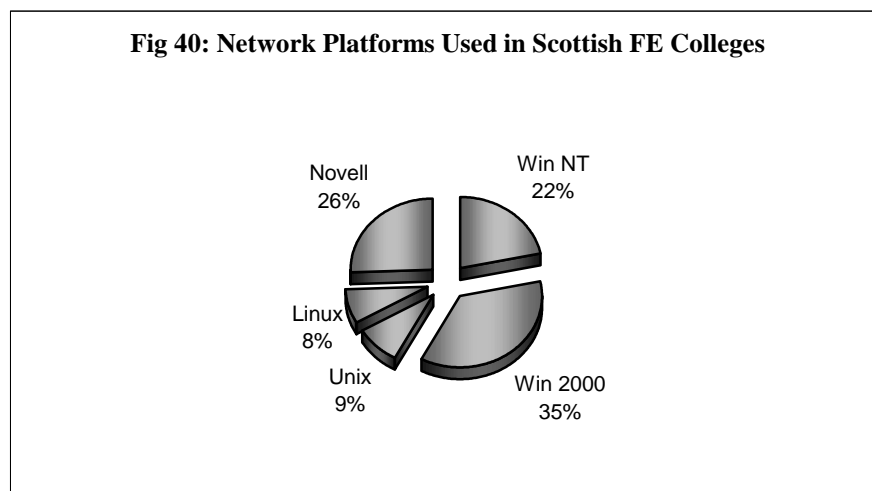 Fig 40: Network Platforms Used in Scottish FE Colleges
Novell
26%
Win NT
22%
Linux
8%
Unix
9%
Win 2000
35%